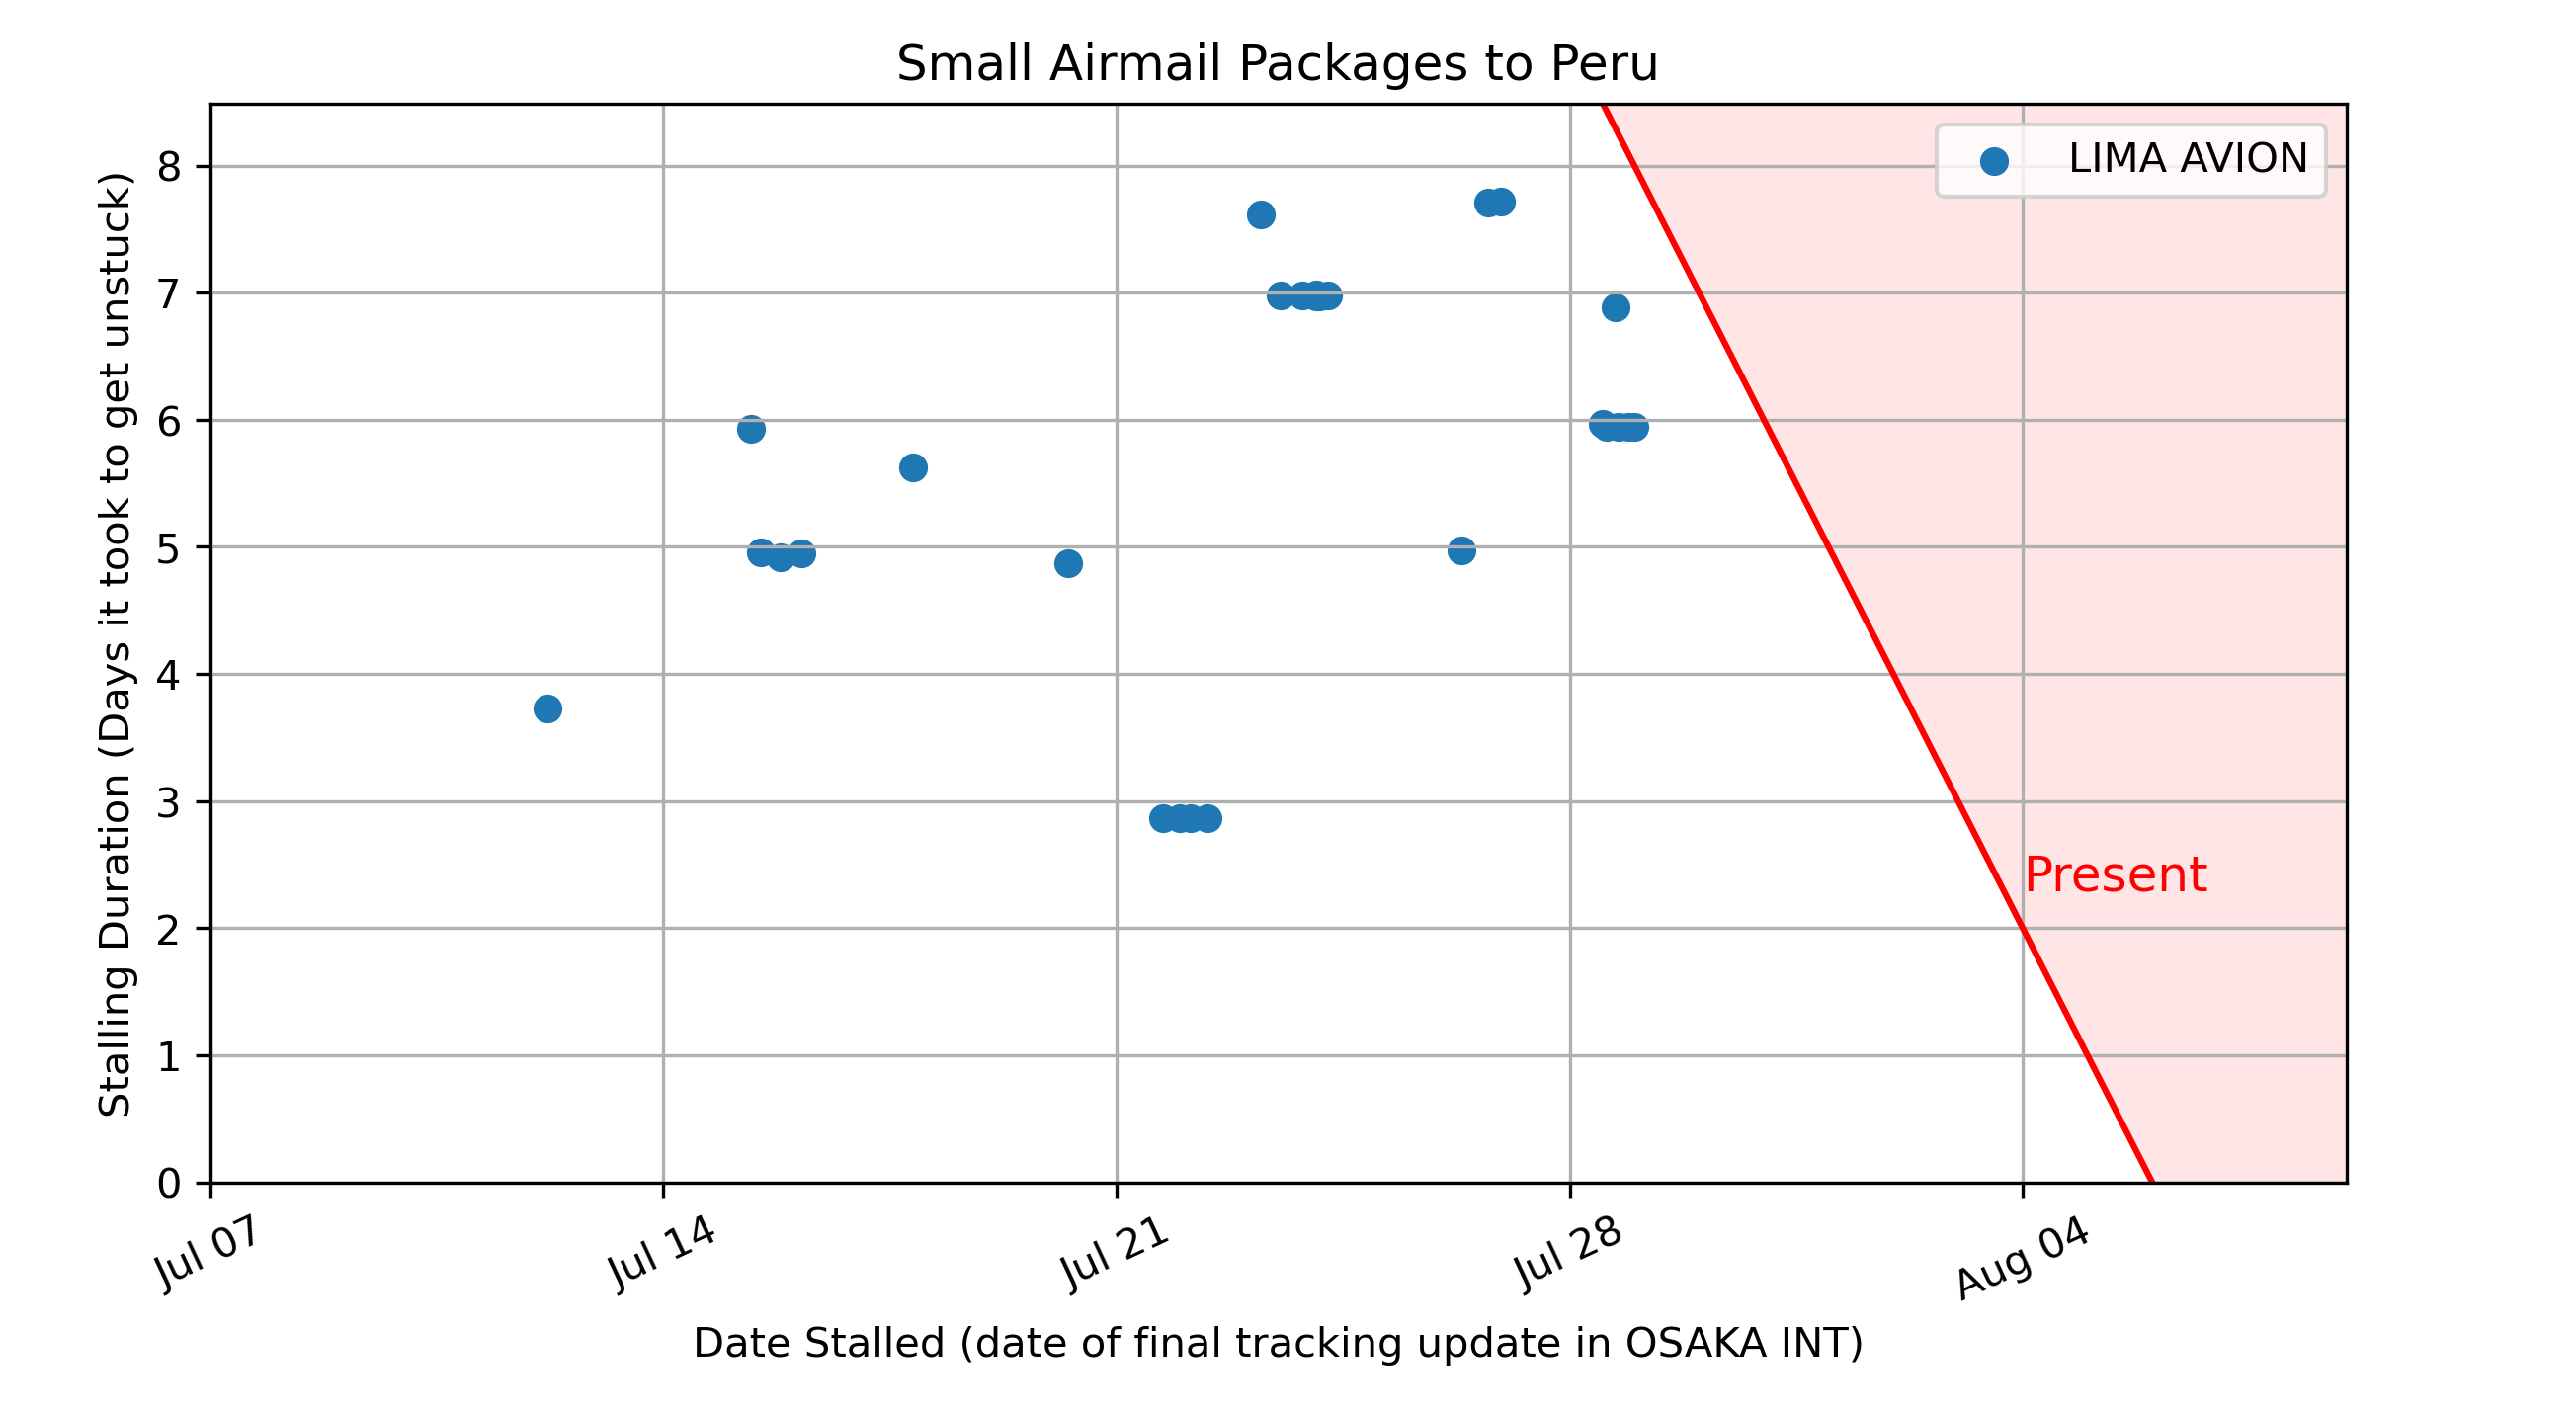 Small Airmail Packages to Peru
LIMA AVION
Stalling Duration (Days it took to get unstuck)
8
7
6
5
4
3
2
1
0
Present
Jul 07
Jul 14
Jul 21
Jul 28
Aug 04
Date Stalled (date of final tracking update in OSAKA INT)